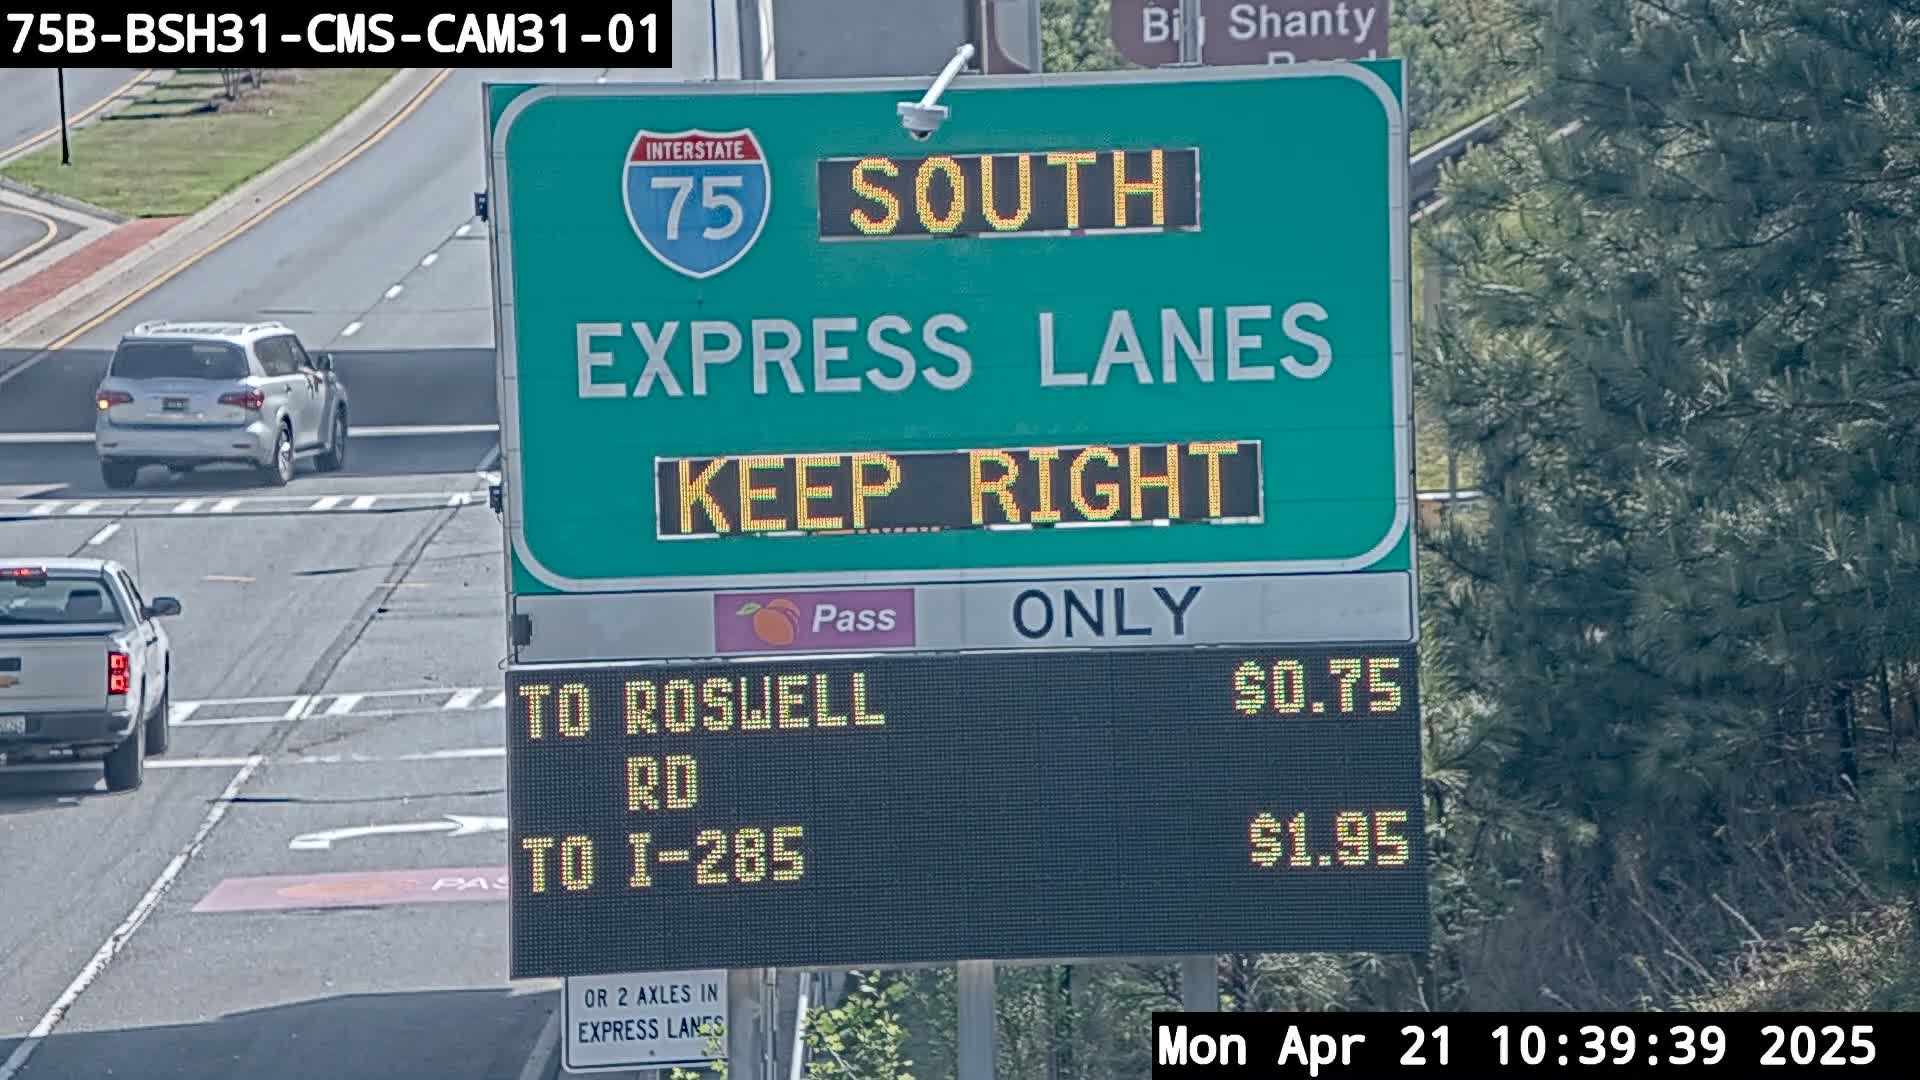 75B-BSH31-CMS-CAM31-01
Big Shanty
Road
INTERSTATE
75
SOUTH
EXPRESS LANES
KEEP RIGHT
Pass
ONLY
TO ROSWELL $0.75
RD
TO I-285 $1.95
PAS
OR 2 AXLES IN
EXPRESS LANES
Mon Apr 21 10:39:39 2025